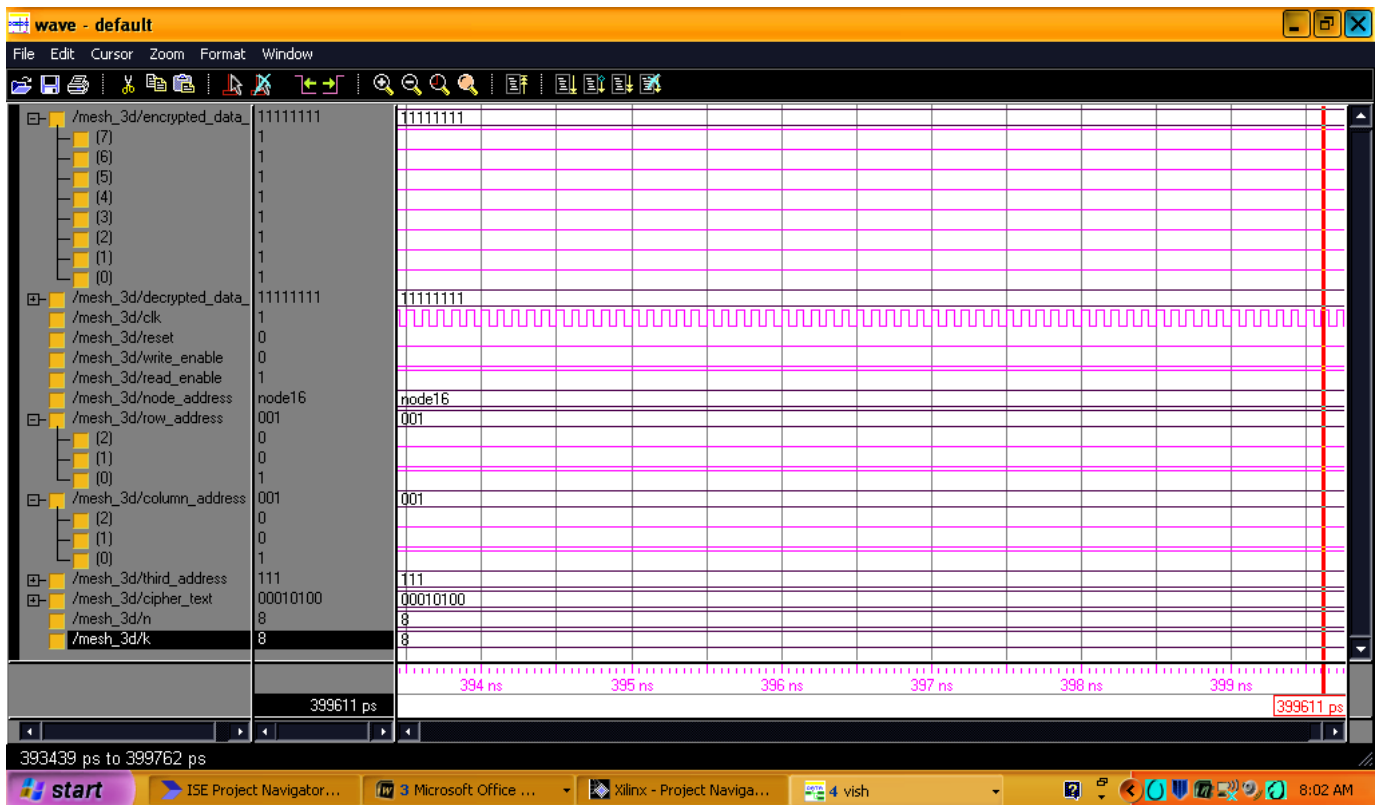 wave - default
File Edit Cursor Zoom Format Window
/mesh_3d/encrypted_data_ 11111111 11111111
(7) 1
(6) 1
(5) 1
(4) 1
(3) 1
(2) 1
(1) 1
(0) 1
/mesh_3d/decrypted_data_ 11111111 11111111
/mesh_3d/clk 1
/mesh_3d/reset 0
/mesh_3d/write_enable 0
/mesh_3d/read_enable 1
/mesh_3d/node_address node16 node16
/mesh_3d/row_address 001 001
(2) 0
(1) 0
(0) 1
/mesh_3d/column_address 001 001
(2) 0
(1) 0
(0) 1
/mesh_3d/third_address 111 111
/mesh_3d/cipher_text 00010100 00010100
/mesh_3d/n 8 8
/mesh_3d/k 8 8
394 ns 395 ns 396 ns 397 ns 398 ns 399 ns
399611 ps 399611 ps
393439 ps to 399762 ps
start ISE Project Navigator... 3 Microsoft Office ... Xilinx - Project Naviga... 4 vish 8:02 AM